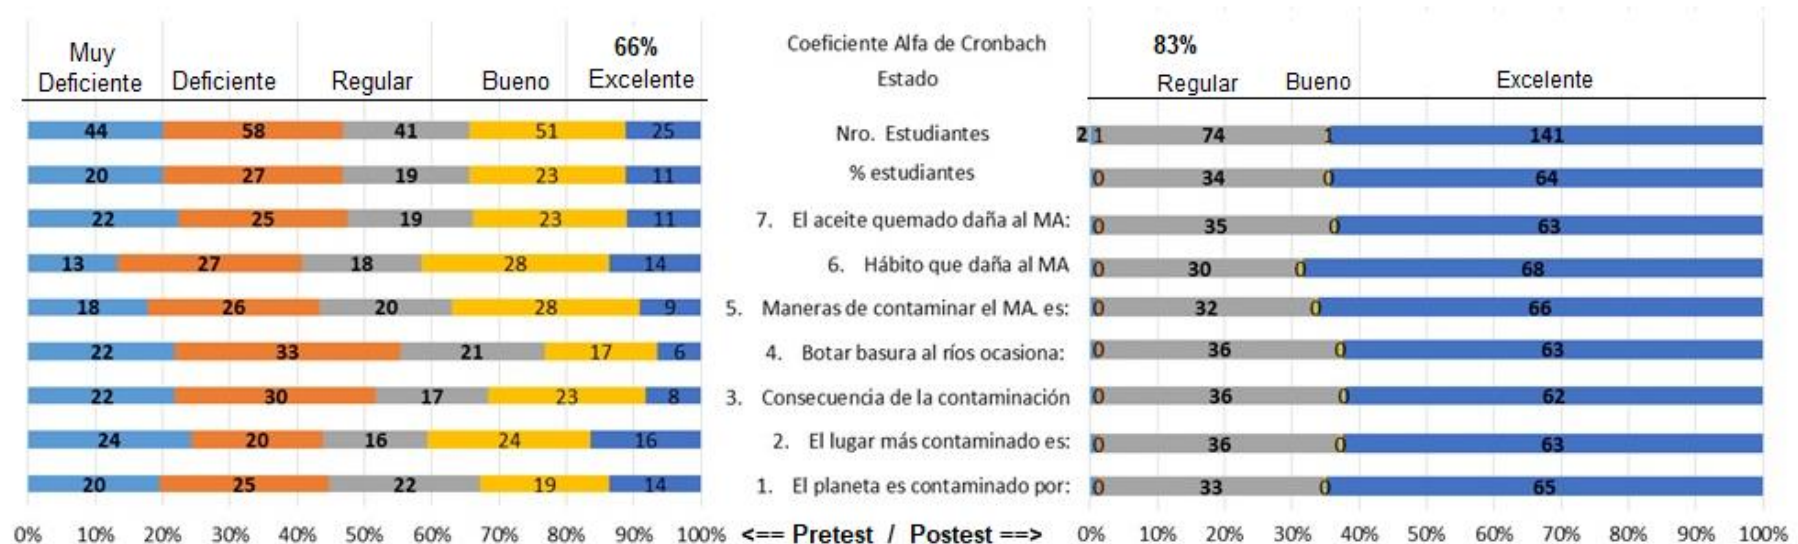 66% Coeficiente Alfa de Cronbach 83%
Muy Deficiente Deficiente Regular Bueno Excelente Estado Regular Bueno Excelente
44 58 41 51 25 Nro. Estudiantes 2 1 74 1 141
20 27 19 23 11 % estudiantes 0 34 0 64
22 25 19 23 11 7. El aceite quemado daña al MA: 0 35 0 63
13 27 18 28 14 6. Hábito que daña al MA 0 30 0 68
18 26 20 28 9 5. Maneras de contaminar el MA. es: 0 32 0 66
22 33 21 17 6 4. Botar basura al ríos ocasiona: 0 36 0 63
22 30 17 23 8 3. Consecuencia de la contaminación 0 36 0 62
24 20 16 24 16 2. El lugar más contaminado es: 0 36 0 63
20 25 22 19 14 1. El planeta es contaminado por: 0 33 0 65
0% 10% 20% 30% 40% 50% 60% 70% 80% 90% 100% <== Pretest / Postest ==> 0% 10% 20% 30% 40% 50% 60% 70% 80% 90% 100%